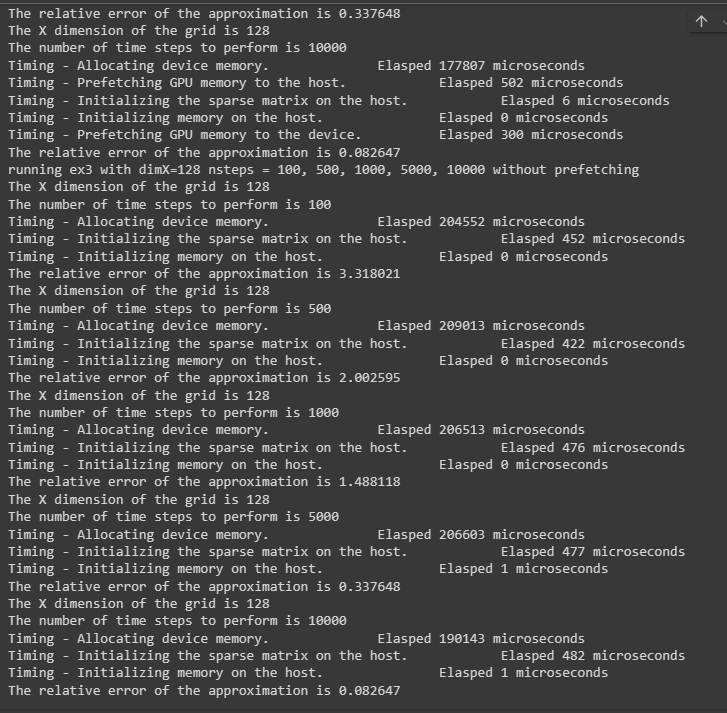 The relative error of the approximation is 0.337648
The X dimension of the grid is 128
The number of time steps to perform is 10000
Timing - Allocating device memory. Elasped 177807 microseconds
Timing - Prefetching GPU memory to the host. Elasped 502 microseconds
Timing - Initializing the sparse matrix on the host. Elasped 6 microseconds
Timing - Initializing memory on the host. Elasped 0 microseconds
Timing - Prefetching GPU memory to the device. Elasped 300 microseconds
The relative error of the approximation is 0.082647
running ex3 with dimX=128 nsteps = 100, 500, 1000, 5000, 10000 without prefetching
The X dimension of the grid is 128
The number of time steps to perform is 100
Timing - Allocating device memory. Elasped 204552 microseconds
Timing - Initializing the sparse matrix on the host. Elasped 452 microseconds
Timing - Initializing memory on the host. Elasped 0 microseconds
The relative error of the approximation is 3.318021
The X dimension of the grid is 128
The number of time steps to perform is 500
Timing - Allocating device memory. Elasped 209013 microseconds
Timing - Initializing the sparse matrix on the host. Elasped 422 microseconds
Timing - Initializing memory on the host. Elasped 0 microseconds
The relative error of the approximation is 2.002595
The X dimension of the grid is 128
The number of time steps to perform is 1000
Timing - Allocating device memory. Elasped 206513 microseconds
Timing - Initializing the sparse matrix on the host. Elasped 476 microseconds
Timing - Initializing memory on the host. Elasped 0 microseconds
The relative error of the approximation is 1.488118
The X dimension of the grid is 128
The number of time steps to perform is 5000
Timing - Allocating device memory. Elasped 206603 microseconds
Timing - Initializing the sparse matrix on the host. Elasped 477 microseconds
Timing - Initializing memory on the host. Elasped 1 microseconds
The relative error of the approximation is 0.337648
The X dimension of the grid is 128
The number of time steps to perform is 10000
Timing - Allocating device memory. Elasped 190143 microseconds
Timing - Initializing the sparse matrix on the host. Elasped 482 microseconds
Timing - Initializing memory on the host. Elasped 1 microseconds
The relative error of the approximation is 0.082647